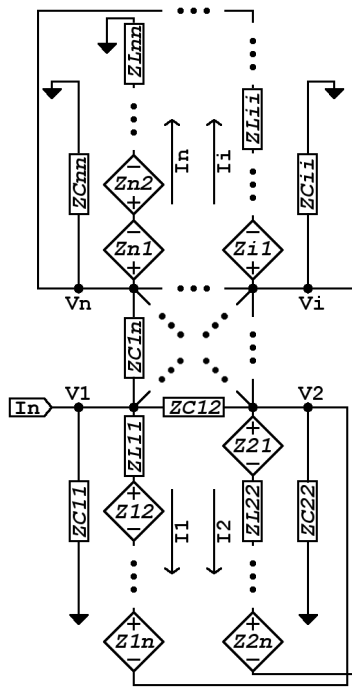 ZLnn
ZCnn
Zn2
Zn1
In
Ii
ZLii
ZCii
Zi1
Vn
Vi
ZC1n
In
V1
ZC12
V2
ZL11
Z21
ZC11
Z12
I1
I2
ZL22
ZC22
Z1n
Z2n